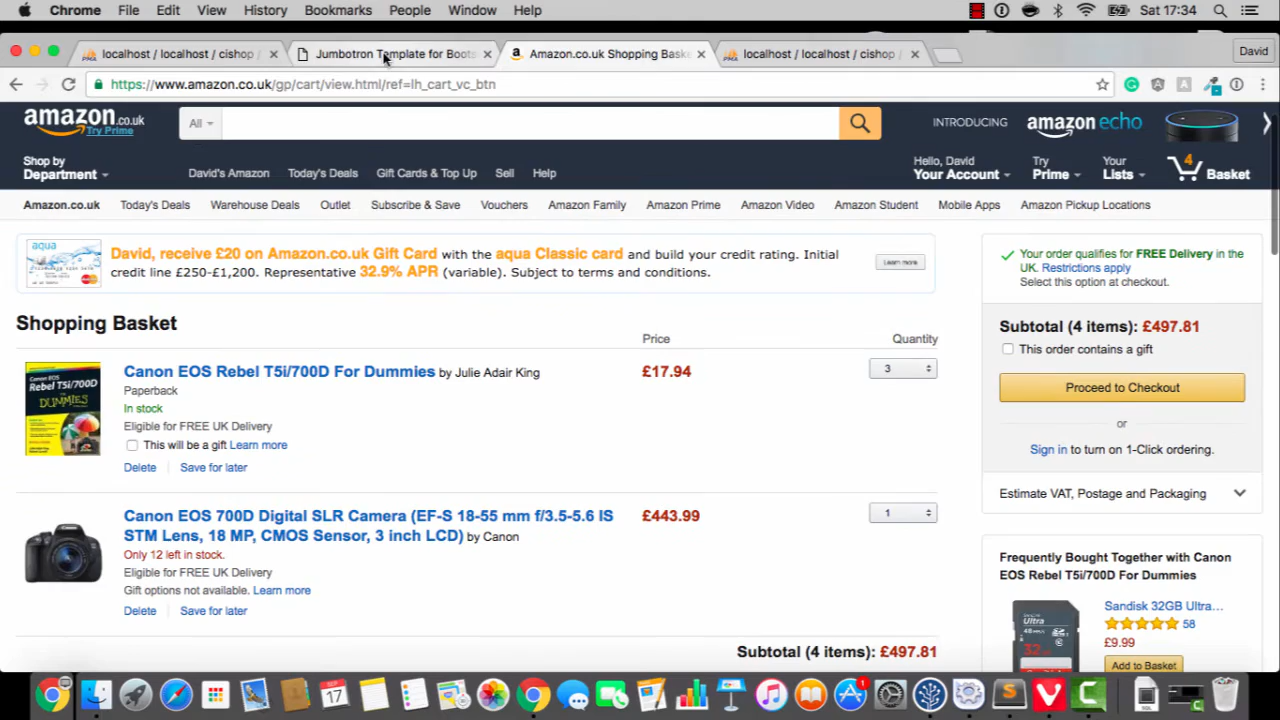 Chrome File Edit View History Bookmarks People Window Help Sat 17:34
localhost / localhost / cishop Jumbotron Template for Boots Amazon.co.uk Shopping Baske localhost / localhost / cishop David
https://www.amazon.co.uk/gp/cart/view.html/ref=lh_cart_vc_btn
amazon.co.uk All INTRODUCING amazon echo
Try Prime
Shop by Hello, David Try Your 4
Department David's Amazon Today's Deals Gift Cards & Top Up Sell Help Your Account Prime Lists Basket
Amazon.co.uk Today's Deals Warehouse Deals Outlet Subscribe & Save Vouchers Amazon Family Amazon Prime Amazon Video Amazon Student Mobile Apps Amazon Pickup Locations
aqua
David, receive £20 on Amazon.co.uk Gift Card with the aqua Classic card and build your credit rating. Initial
credit line £250-£1,200. Representative 32.9% APR (variable). Subject to terms and conditions.
Learn more
Your order qualifies for FREE Delivery in the
UK. Restrictions apply
Select this option at checkout.
Shopping Basket
Price Quantity
Subtotal (4 items): £497.81
This order contains a gift
Proceed to Checkout
or
Sign in to turn on 1-Click ordering.
Estimate VAT, Postage and Packaging
Canon EOS Rebel T5i/700D For Dummies by Julie Adair King £17.94 3
Paperback
In stock
Eligible for FREE UK Delivery
This will be a gift Learn more
Delete Save for later
Canon EOS
Rebel T5i/700D
DUMMIES
Canon EOS 700D Digital SLR Camera (EF-S 18-55 mm f/3.5-5.6 IS £443.99 1
STM Lens, 18 MP, CMOS Sensor, 3 inch LCD) by Canon
Only 12 left in stock.
Eligible for FREE UK Delivery
Gift options not available. Learn more
Delete Save for later
Subtotal (4 items): £497.81
Frequently Bought Together with Canon
EOS Rebel T5i/700D For Dummies
Sandisk 32GB Ultra...
58
£9.99
Add to Basket
SanDisk
Ultra
32
17
1